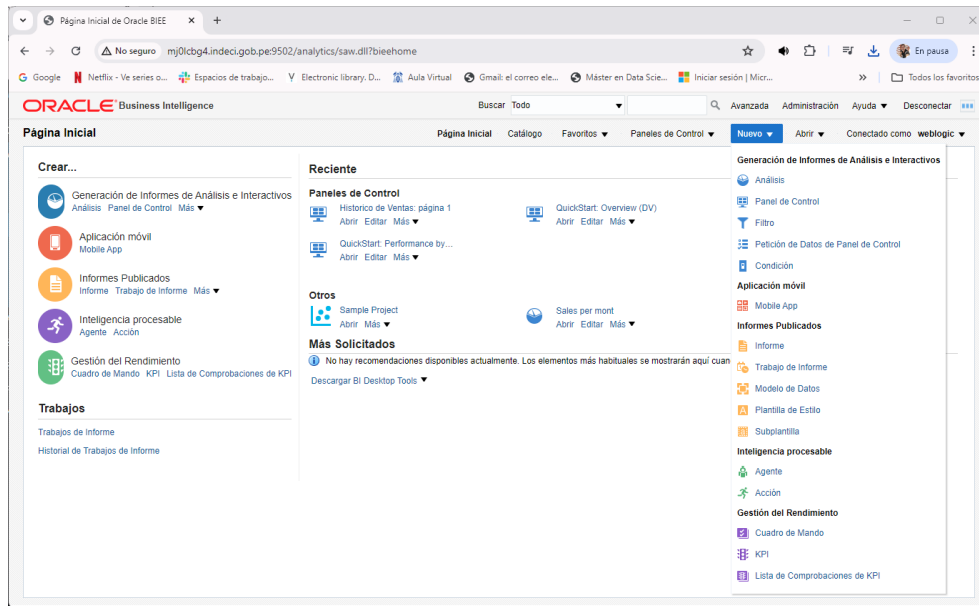 Página Inicial de Oracle BIEE
No seguro mj0lcbg4.indeci.gob.pe:9502/analytics/saw.dll?bieehome
En pausa
Google Netflix - Ve series o... Espacios de trabajo... Electronic library. D... Aula Virtual Gmail: el correo ele... Máster en Data Scie... Iniciar sesión | Micr... Todos los favoritos
ORACLE Business Intelligence
Buscar Todo Avanzada Administración Ayuda Desconectar
Página Inicial
Página Inicial Catálogo Favoritos Paneles de Control Nuevo Abrir Conectado como weblogic
Crear...
Generación de Informes de Análisis e Interactivos
Análisis Panel de Control Más
Aplicación móvil
Mobile App
Informes Publicados
Informe Trabajo de Informe Más
Inteligencia procesable
Agente Acción
Gestión del Rendimiento
Cuadro de Mando KPI Lista de Comprobaciones de KPI
Trabajos
Trabajos de Informe
Historial de Trabajos de Informe
Reciente
Paneles de Control
Historico de Ventas: página 1
Abrir Editar Más
QuickStart: Overview (DV)
Abrir Editar Más
QuickStart: Performance by...
Abrir Editar Más
Otros
Sample Project
Abrir Más
Sales per mont
Abrir Editar Más
Más Solicitados
No hay recomendaciones disponibles actualmente. Los elementos más habituales se mostrarán aquí cuan
Descargar BI Desktop Tools
Generación de Informes de Análisis e Interactivos
Análisis
Panel de Control
Filtro
Petición de Datos de Panel de Control
Condición
Aplicación móvil
Mobile App
Informes Publicados
Informe
Trabajo de Informe
Modelo de Datos
Plantilla de Estilo
Subplantilla
Inteligencia procesable
Agente
Acción
Gestión del Rendimiento
Cuadro de Mando
KPI
Lista de Comprobaciones de KPI